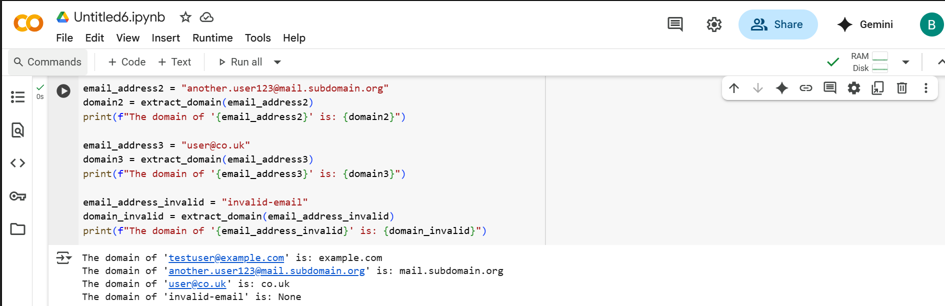 CO Untitled6.ipynb
File Edit View Insert Runtime Tools Help
Share
Gemini
B
Commands + Code + Text Run all
RAM
Disk
0s
email_address2 = "another.user123@mail.subdomain.org"
domain2 = extract_domain(email_address2)
print(f"The domain of '{email_address2}' is: {domain2}")
email_address3 = "user@co.uk"
domain3 = extract_domain(email_address3)
print(f"The domain of '{email_address3}' is: {domain3}")
email_address_invalid = "invalid-email"
domain_invalid = extract_domain(email_address_invalid)
print(f"The domain of '{email_address_invalid}' is: {domain_invalid}")
The domain of 'testuser@example.com' is: example.com
The domain of 'another.user123@mail.subdomain.org' is: mail.subdomain.org
The domain of 'user@co.uk' is: co.uk
The domain of 'invalid-email' is: None